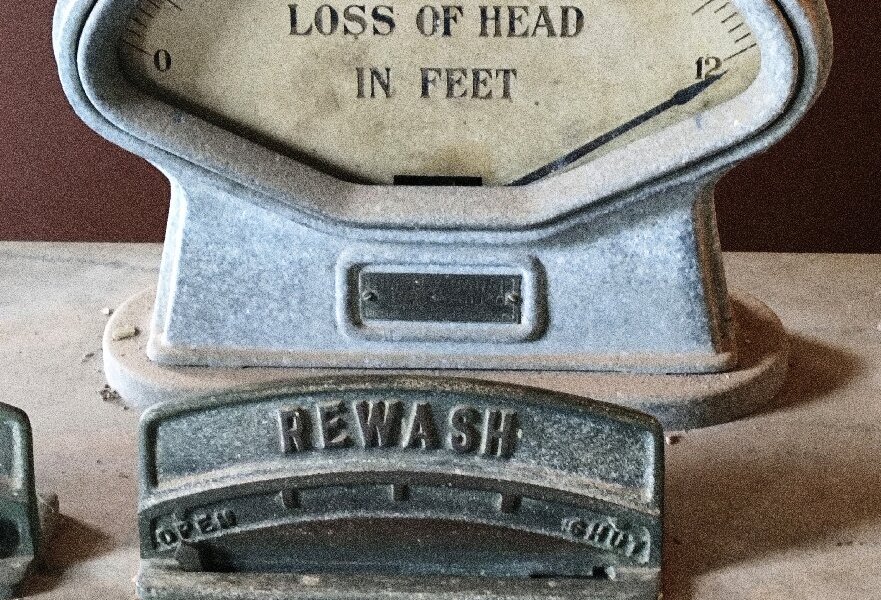 LOSS OF HEAD
0 12
IN FEET
REWASH
OPEN SHUT